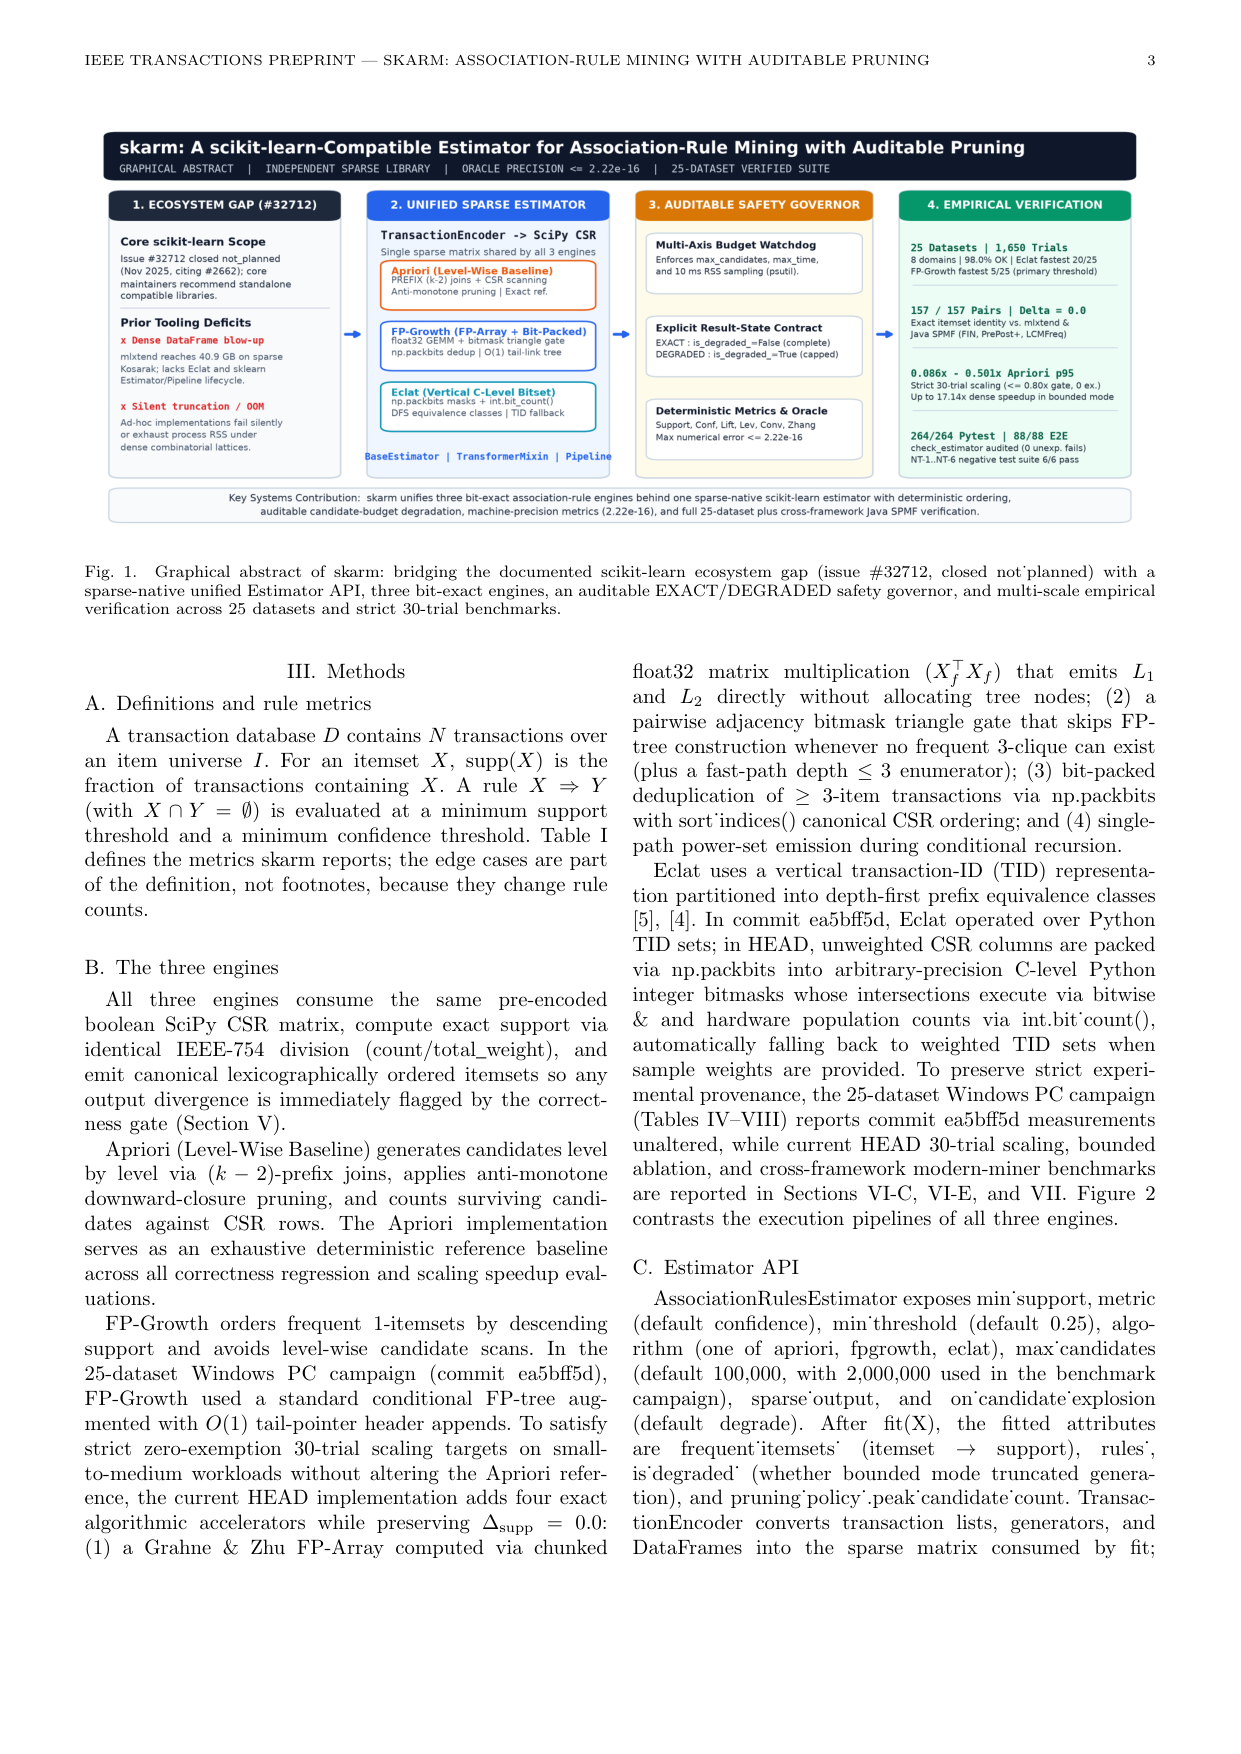 IEEE TRANSACTIONS PREPRINT — SKARM: ASSOCIATION-RULE MINING WITH AUDITABLE PRUNING 3
skarm: A scikit-learn-Compatible Estimator for Association-Rule Mining with Auditable Pruning
GRAPHICAL ABSTRACT | INDEPENDENT SPARSE LIBRARY | ORACLE PRECISION <= 2.22e-16 | 25-DATASET VERIFIED SUITE
1. ECOSYSTEM GAP (#32712)
Core scikit-learn Scope
Issue #32712 closed not_planned
(Nov 2025, citing #2662); core
maintainers recommend standalone
compatible libraries.
Prior Tooling Deficits
x Dense DataFrame blow-up
mlxtend reaches 40.9 GB on sparse
Kosarak; lacks Eclat and sklearn
Estimator/Pipeline lifecycle.
x Silent truncation / OOM
Ad-hoc implementations fail silently
or exhaust process RSS under
dense combinatorial lattices.
2. UNIFIED SPARSE ESTIMATOR
TransactionEncoder -> SciPy CSR
Single sparse matrix shared by all 3 engines
Apriori (Level-Wise Baseline)
PREFIX (k-2) joins + CSR scanning
Anti-monotone pruning | Exact ref.
FP-Growth (FP-Array + Bit-Packed)
float32 GEMM + bitmask triangle gate
np.packbits dedup | O(1) tail-link tree
Eclat (Vertical C-Level Bitset)
np.packbits masks + int.bit_count()
DFS equivalence classes | TID fallback
BaseEstimator | TransformerMixin | Pipeline
3. AUDITABLE SAFETY GOVERNOR
Multi-Axis Budget Watchdog
Enforces max_candidates, max_time,
and 10 ms RSS sampling (psutil).
Explicit Result-State Contract
EXACT : is_degraded_=False (complete)
DEGRADED : is_degraded_=True (capped)
Deterministic Metrics & Oracle
Support, Conf, Lift, Lev, Conv, Zhang
Max numerical error <= 2.22e-16
4. EMPIRICAL VERIFICATION
25 Datasets | 1,650 Trials
8 domains | 98.0% OK | Eclat fastest 20/25
FP-Growth fastest 5/25 (primary threshold)
157 / 157 Pairs | Delta = 0.0
Exact itemset identity vs. mlxtend &
Java SPMF (FIN, PrePost+, LCMFreq)
0.086x - 0.501x Apriori p95
Strict 30-trial scaling (<= 0.80x gate, 0 ex.)
Up to 17.14x dense speedup in bounded mode
264/264 Pytest | 88/88 E2E
check_estimator audited (0 unexp. fails)
NT-1..NT-6 negative test suite 6/6 pass
Key Systems Contribution: skarm unifies three bit-exact association-rule engines behind one sparse-native scikit-learn estimator with deterministic ordering,
auditable candidate-budget degradation, machine-precision metrics (2.22e-16), and full 25-dataset plus cross-framework Java SPMF verification.
Fig. 1. Graphical abstract of skarm: bridging the documented scikit-learn ecosystem gap (issue #32712, closed not˙planned) with a
sparse-native unified Estimator API, three bit-exact engines, an auditable EXACT/DEGRADED safety governor, and multi-scale empirical
verification across 25 datasets and strict 30-trial benchmarks.
III. Methods
A. Definitions and rule metrics
A transaction database D contains N transactions over
an item universe I. For an itemset X, supp(X) is the
fraction of transactions containing X. A rule X ⇒ Y
(with X ∩ Y = ∅) is evaluated at a minimum support
threshold and a minimum confidence threshold. Table I
defines the metrics skarm reports; the edge cases are part
of the definition, not footnotes, because they change rule
counts.
B. The three engines
All three engines consume the same pre-encoded
boolean SciPy CSR matrix, compute exact support via
identical IEEE-754 division (count/total_weight), and
emit canonical lexicographically ordered itemsets so any
output divergence is immediately flagged by the correct-
ness gate (Section V).
Apriori (Level-Wise Baseline) generates candidates level
by level via (k − 2)-prefix joins, applies anti-monotone
downward-closure pruning, and counts surviving candi-
dates against CSR rows. The Apriori implementation
serves as an exhaustive deterministic reference baseline
across all correctness regression and scaling speedup eval-
uations.
FP-Growth orders frequent 1-itemsets by descending
support and avoids level-wise candidate scans. In the
25-dataset Windows PC campaign (commit ea5bff5d),
FP-Growth used a standard conditional FP-tree aug-
mented with O(1) tail-pointer header appends. To satisfy
strict zero-exemption 30-trial scaling targets on small-
to-medium workloads without altering the Apriori refer-
ence, the current HEAD implementation adds four exact
algorithmic accelerators while preserving Δsupp = 0.0:
(1) a Grahne & Zhu FP-Array computed via chunked
float32 matrix multiplication (X_f^⊤ X_f) that emits L₁
and L₂ directly without allocating tree nodes; (2) a
pairwise adjacency bitmask triangle gate that skips FP-
tree construction whenever no frequent 3-clique can exist
(plus a fast-path depth ≤ 3 enumerator); (3) bit-packed
deduplication of ≥ 3-item transactions via np.packbits
with sort˙indices() canonical CSR ordering; and (4) single-
path power-set emission during conditional recursion.
Eclat uses a vertical transaction-ID (TID) representa-
tion partitioned into depth-first prefix equivalence classes
[5], [4]. In commit ea5bff5d, Eclat operated over Python
TID sets; in HEAD, unweighted CSR columns are packed
via np.packbits into arbitrary-precision C-level Python
integer bitmasks whose intersections execute via bitwise
& and hardware population counts via int.bit˙count(),
automatically falling back to weighted TID sets when
sample weights are provided. To preserve strict experi-
mental provenance, the 25-dataset Windows PC campaign
(Tables IV–VIII) reports commit ea5bff5d measurements
unaltered, while current HEAD 30-trial scaling, bounded
ablation, and cross-framework modern-miner benchmarks
are reported in Sections VI-C, VI-E, and VII. Figure 2
contrasts the execution pipelines of all three engines.
C. Estimator API
AssociationRulesEstimator exposes min˙support, metric
(default confidence), min˙threshold (default 0.25), algo-
rithm (one of apriori, fpgrowth, eclat), max˙candidates
(default 100,000, with 2,000,000 used in the benchmark
campaign), sparse˙output, and on˙candidate˙explosion
(default degrade). After fit(X), the fitted attributes
are frequent˙itemsets˙ (itemset → support), rules˙,
is˙degraded˙ (whether bounded mode truncated genera-
tion), and pruning˙policy˙.peak˙candidate˙count. Transac-
tionEncoder converts transaction lists, generators, and
DataFrames into the sparse matrix consumed by fit;